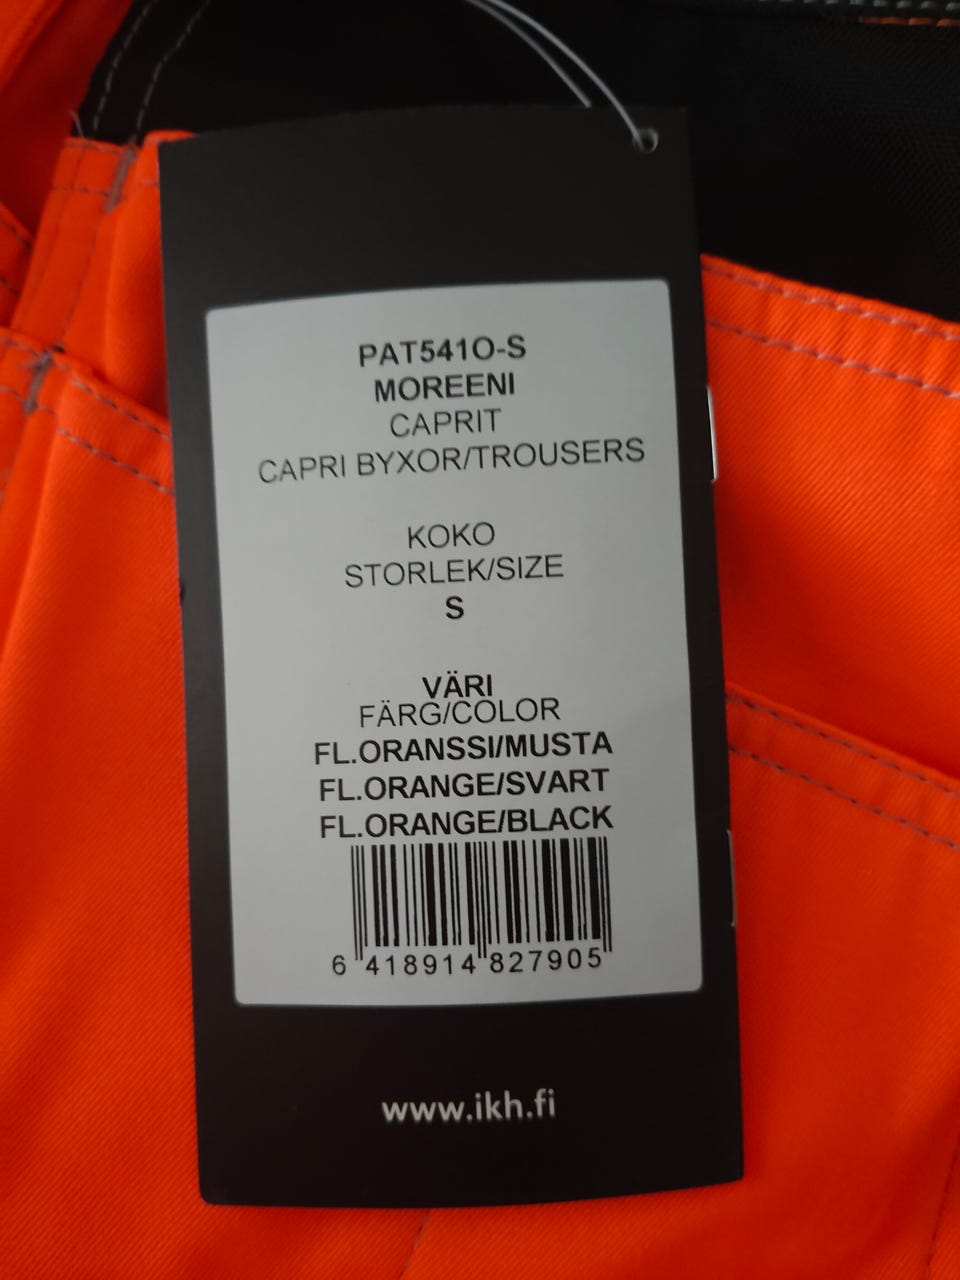 PAT541O-S
MOREENI
CAPRIT
CAPRI BYXOR/TROUSERS
KOKO
STORLEK/SIZE
S
VÄRI
FÄRG/COLOR
FL.ORANSSI/MUSTA
FL.ORANGE/SVART
FL.ORANGE/BLACK
6 418914 827905
www.ikh.fi